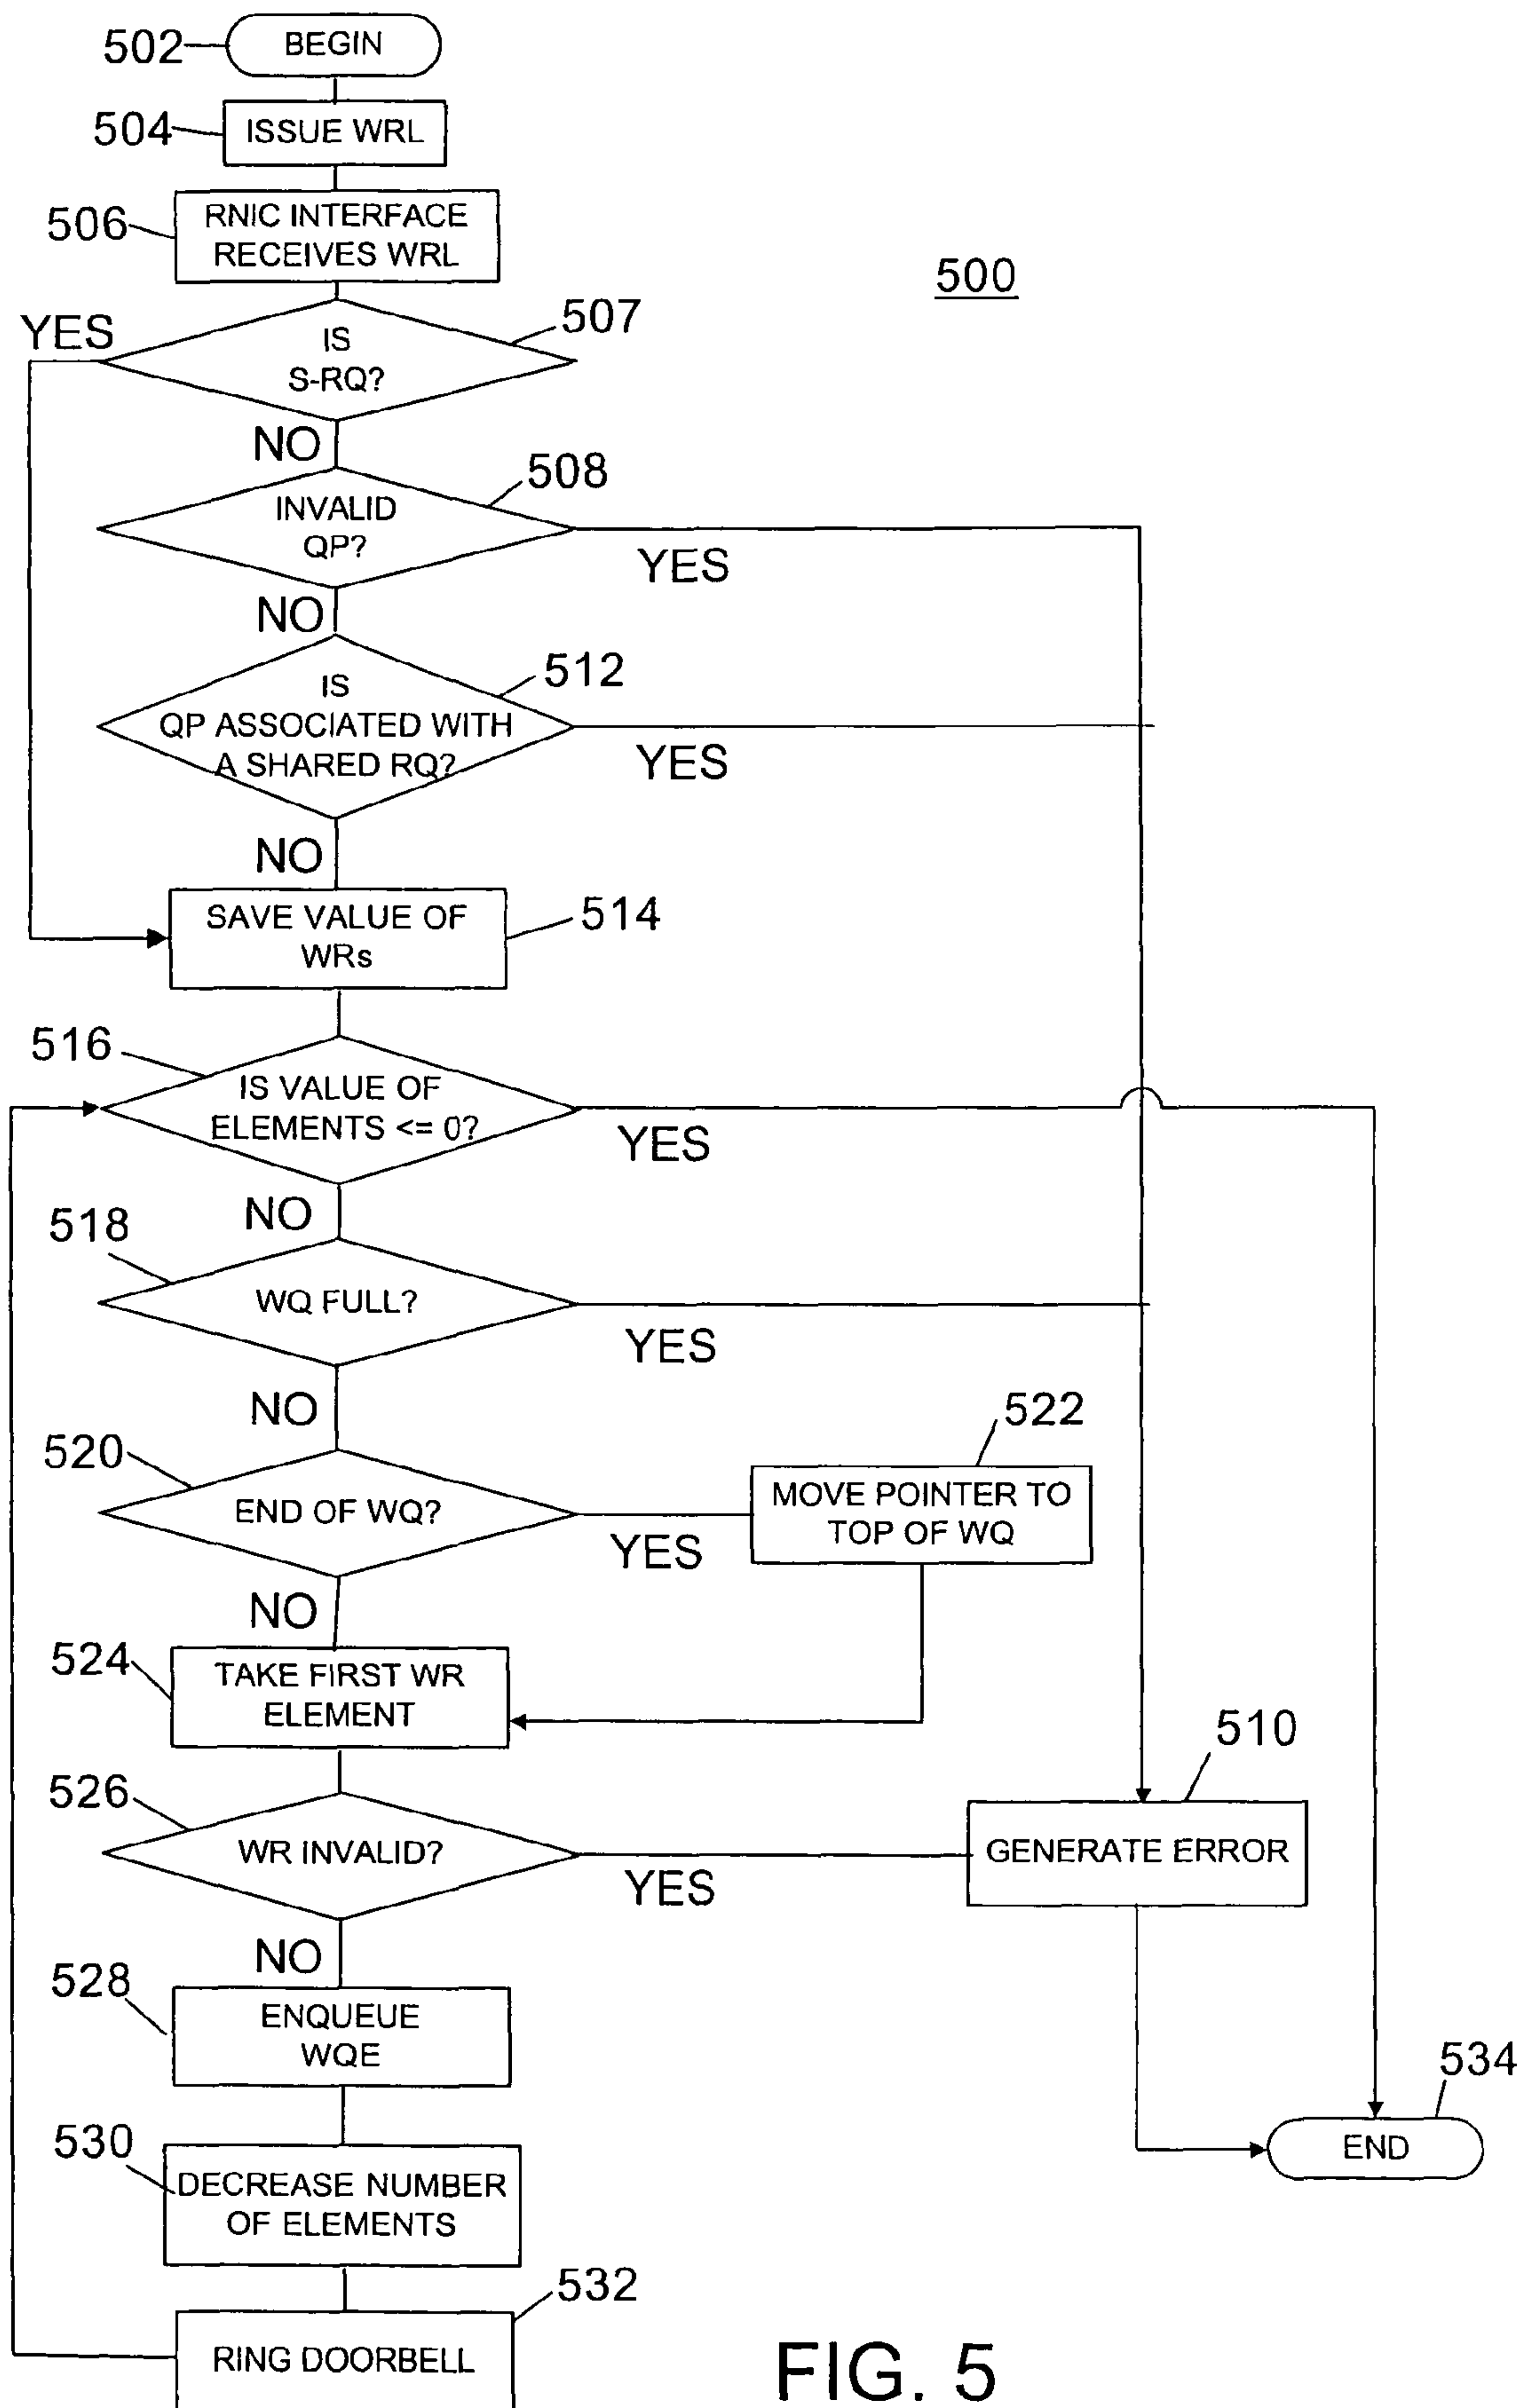 502
BEGIN
504
ISSUE WRL
506
RNIC INTERFACE
RECEIVES WRL
500
YES
507
IS
S-RQ?
NO
508
INVALID
QP?
YES
NO
512
IS
QP ASSOCIATED WITH
A SHARED RQ?
YES
NO
SAVE VALUE OF
WRs
514
516
IS VALUE OF
ELEMENTS <= 0?
YES
NO
518
WQ FULL?
YES
NO
522
520
END OF WQ?
YES
MOVE POINTER TO
TOP OF WQ
NO
524
TAKE FIRST WR
ELEMENT
510
526
WR INVALID?
YES
GENERATE ERROR
NO
528
ENQUEUE
WQE
534
END
530
DECREASE NUMBER
OF ELEMENTS
532
RING DOORBELL
FIG. 5